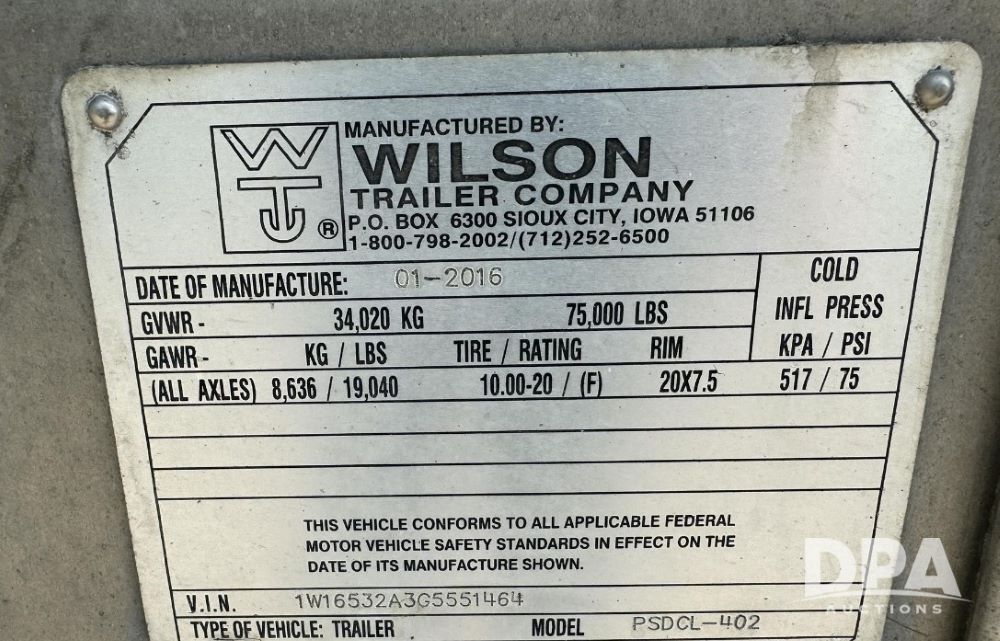 WTJ ®
MANUFACTURED BY:
WILSON
TRAILER COMPANY
P.O. BOX 6300 SIOUX CITY, IOWA 51106
1-800-798-2002/(712)252-6500
DATE OF MANUFACTURE: 01-2016
COLD
INFL PRESS
KPA / PSI
GVWR - 34,020 KG 75,000 LBS
GAWR - KG / LBS TIRE / RATING RIM
(ALL AXLES) 8,636 / 19,040 10.00-20 / (F) 20X7.5 517 / 75
THIS VEHICLE CONFORMS TO ALL APPLICABLE FEDERAL
MOTOR VEHICLE SAFETY STANDARDS IN EFFECT ON THE
DATE OF ITS MANUFACTURE SHOWN.
V.I.N. 1W16532A3G5551464
TYPE OF VEHICLE: TRAILER MODEL PSDCL-402
DPA
AUCTIONS